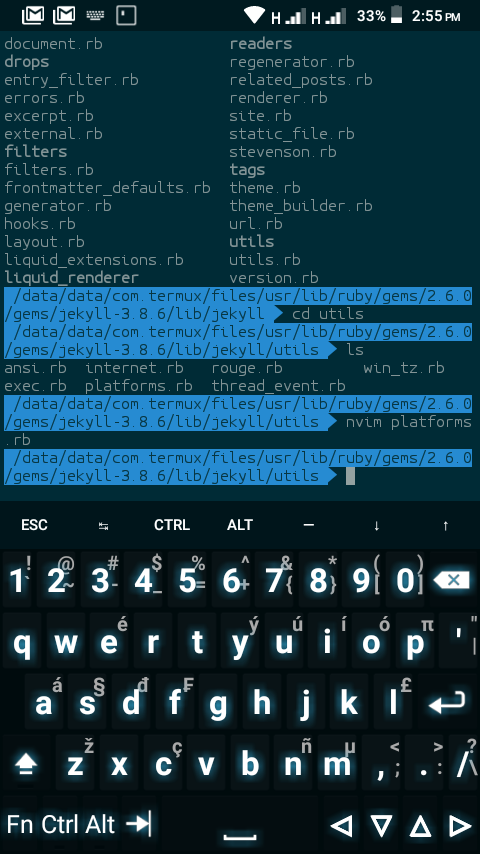 H H 33% 2:55 PM
document.rb readers
drops regenerator.rb
entry_filter.rb related_posts.rb
errors.rb renderer.rb
excerpt.rb site.rb
external.rb static_file.rb
filters stevenson.rb
filters.rb tags
frontmatter_defaults.rb theme.rb
generator.rb theme_builder.rb
hooks.rb url.rb
layout.rb utils
liquid_extensions.rb utils.rb
liquid_renderer version.rb
/data/data/com.termux/files/usr/lib/ruby/gems/2.6.0
/gems/jekyll-3.8.6/lib/jekyll cd utils
/data/data/com.termux/files/usr/lib/ruby/gems/2.6.0
/gems/jekyll-3.8.6/lib/jekyll/utils ls
ansi.rb internet.rb rouge.rb win_tz.rb
exec.rb platforms.rb thread_event.rb
/data/data/com.termux/files/usr/lib/ruby/gems/2.6.0
/gems/jekyll-3.8.6/lib/jekyll/utils nvim platforms
.rb
/data/data/com.termux/files/usr/lib/ruby/gems/2.6.0
/gems/jekyll-3.8.6/lib/jekyll/utils
ESC ↹ CTRL ALT — ↓ ↑
! @ # $ % ^ & * ( )
1 2 3 4 5 6 7 8 9 0
` ~ - _ = + { } [ ]
é ý ú í ó π "
q w e r t y u i o p ' |
á § đ ₣ £
a s d f g h j k l
ž ç ñ µ < > ?
z x c v b n m , ; . : / \
Fn Ctrl Alt